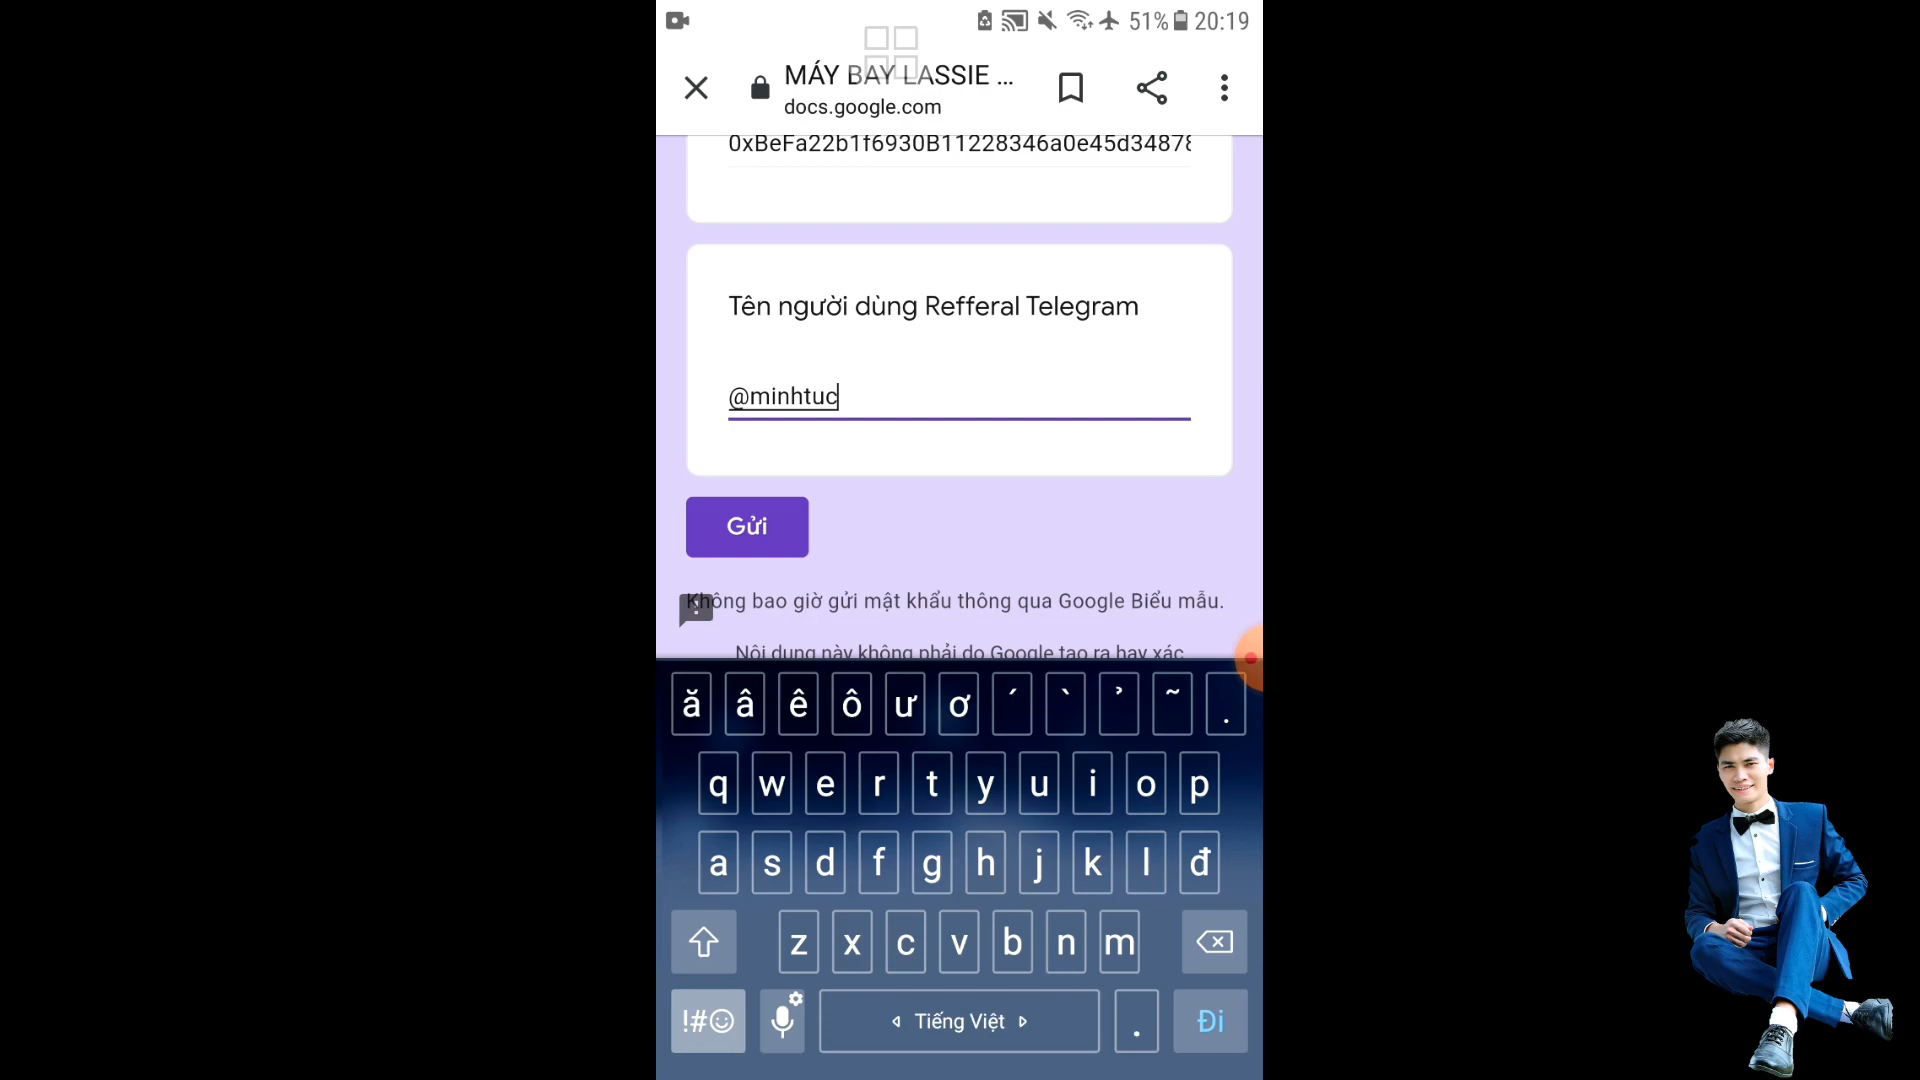 51% 20:19
MÁY BAY LASSIE ...
docs.google.com
0xBeFa22b1f6930B11228346a0e45d34878
Tên người dùng Refferal Telegram
@minhtuc
Gửi
Không bao giờ gửi mật khẩu thông qua Google Biểu mẫu.
Nội dung này không phải do Google tạo ra hay xác
ă â ê ô ư ơ ´ ` ̉ ~ .
q w e r t y u i o p
a s d f g h j k l đ
z x c v b n m
!#☺ Tiếng Việt . Đi